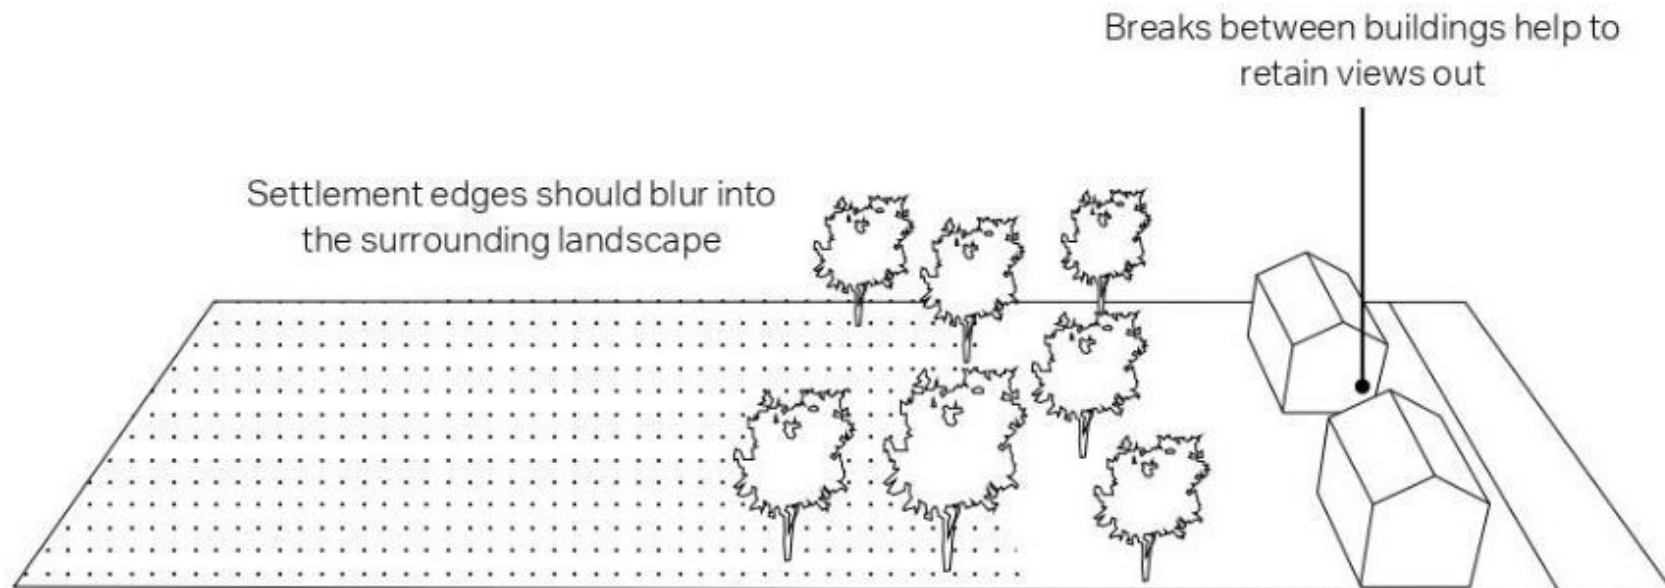 Breaks between buildings help to
retain views out
Settlement edges should blur into
the surrounding landscape